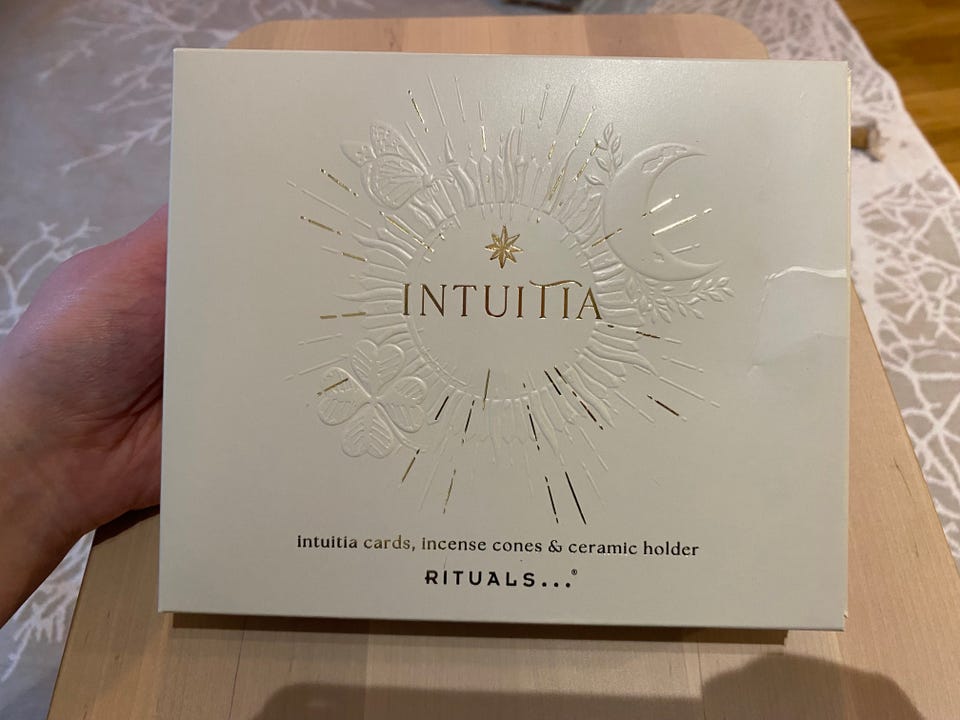 INTUITIA
intuitia cards, incense cones & ceramic holder
RITUALS...®